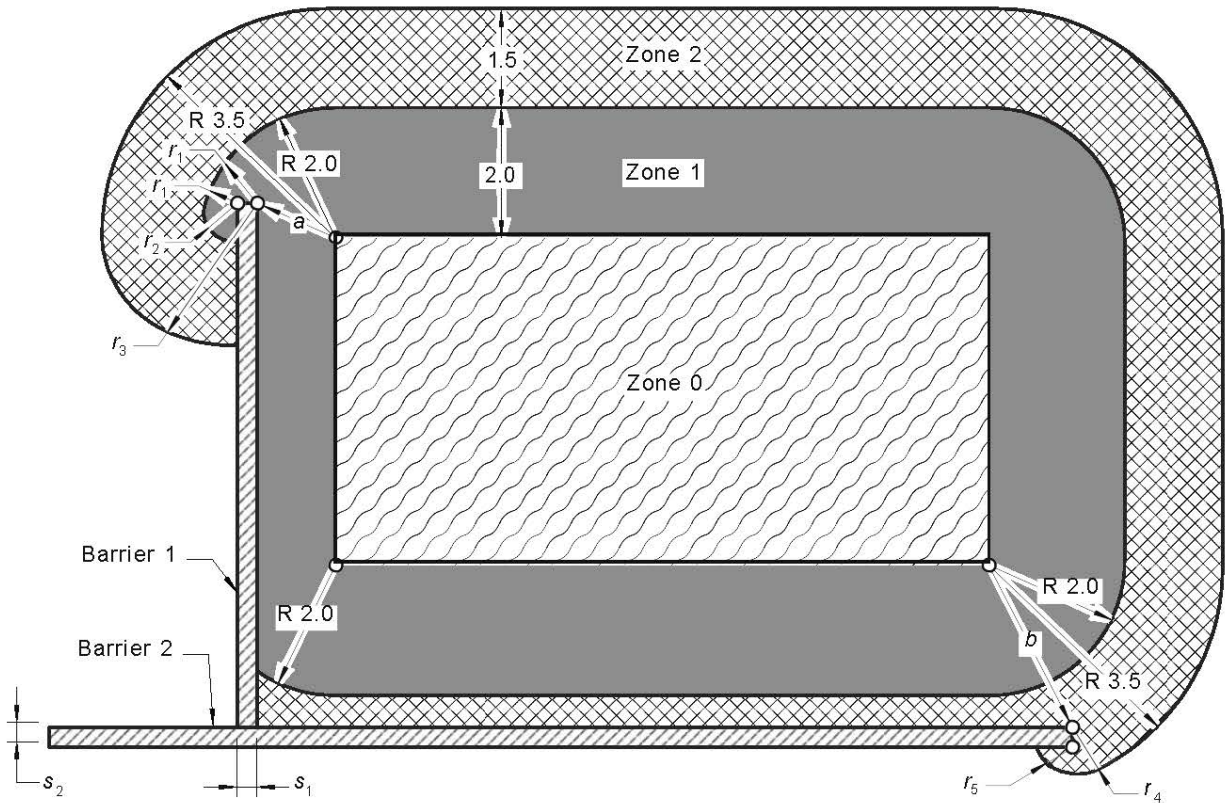 Zone 2
1.5
R 3.5
r1
R 2.0
2.0
Zone 1
r1
a
r2
r3
Zone 0
Barrier 1
R 2.0
R 2.0
b
Barrier 2
R 3.5
s2
s1
r5
r4